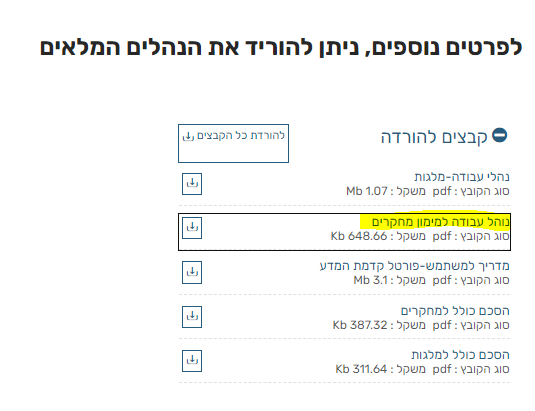 לפרטים נוספים, ניתן להוריד את הנהלים המלאים
קבצים להורדה
להורדת כל הקבצים
נהלי עבודה-מלגות
סוג הקובץ : pdf משקל : 1.07 Mb
נוהל עבודה למימון מחקרים
סוג הקובץ : pdf משקל : 648.66 Kb
מדריך למשתמש-פורטל קדמת המדע
סוג הקובץ : pdf משקל : 3.1 Mb
הסכם כולל למחקרים
סוג הקובץ : pdf משקל : 387.32 Kb
הסכם כולל למלגות
סוג הקובץ : pdf משקל : 311.64 Kb